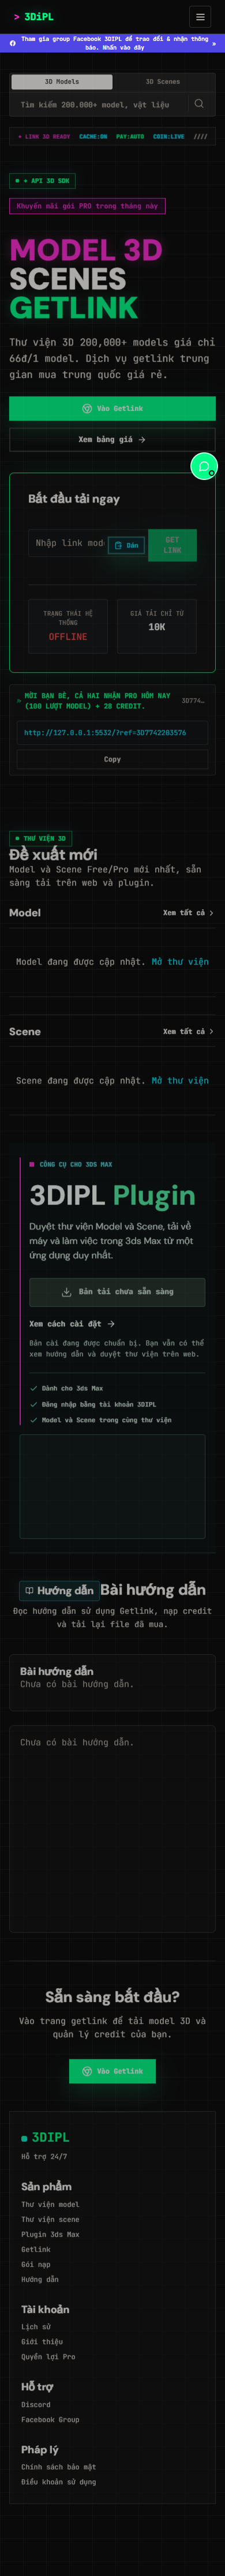 > 3DiPL
Tham gia group Facebook 3DIPL để trao đổi & nhận thông
báo. Nhấn vào đây
»
3D Models
3D Scenes
Tìm kiếm 200.000+ model, vật liệu
+ LINK 3D READY CACHE:ON PAY:AUTO COIN:LIVE ////
+ API 3D SDK
Khuyến mãi gói PRO trong tháng này
MODEL 3D
SCENES
GETLINK
Thư viện 3D 200,000+ models giá chỉ
66đ/1 model. Dịch vụ getlink trung
gian mua trung quốc giá rẻ.
Vào Getlink
Xem bảng giá →
Bắt đầu tải ngay
Nhập link mode
Dán
GET
LINK
TRẠNG THÁI HỆ
THỐNG
OFFLINE
GIÁ TẢI CHỈ TỪ
10K
MỜI BẠN BÈ, CẢ HAI NHẬN PRO HÔM NAY
(100 LƯỢT MODEL) + 28 CREDIT.
3D774…
http://127.0.0.1:5532/?ref=3D7742203576
Copy
THƯ VIỆN 3D
Đề xuất mới
Model và Scene Free/Pro mới nhất, sẵn
sàng tải trên web và plugin.
Model
Xem tất cả >
Model đang được cập nhật. Mở thư viện
Scene
Xem tất cả >
Scene đang được cập nhật. Mở thư viện
CÔNG CỤ CHO 3DS MAX
3DIPL Plugin
Duyệt thư viện Model và Scene, tải về
máy và làm việc trong 3ds Max từ một
ứng dụng duy nhất.
Bản tải chưa sẵn sàng
Xem cách cài đặt →
Bản cài đang được chuẩn bị. Bạn vẫn có thể
xem hướng dẫn và duyệt thư viện trên web.
Dành cho 3ds Max
Đăng nhập bằng tài khoản 3DIPL
Model và Scene trong cùng thư viện
Hướng dẫn
Bài hướng dẫn
Đọc hướng dẫn sử dụng Getlink, nạp credit
và tải lại file đã mua.
Bài hướng dẫn
Chưa có bài hướng dẫn.
Chưa có bài hướng dẫn.
Sẵn sàng bắt đầu?
Vào trang getlink để tải model 3D và
quản lý credit của bạn.
Vào Getlink
3DIPL
Hỗ trợ 24/7
Sản phẩm
Thư viện model
Thư viện scene
Plugin 3ds Max
Getlink
Gói nạp
Hướng dẫn
Tài khoản
Lịch sử
Giới thiệu
Quyền lợi Pro
Hỗ trợ
Discord
Facebook Group
Pháp lý
Chính sách bảo mật
Điều khoản sử dụng